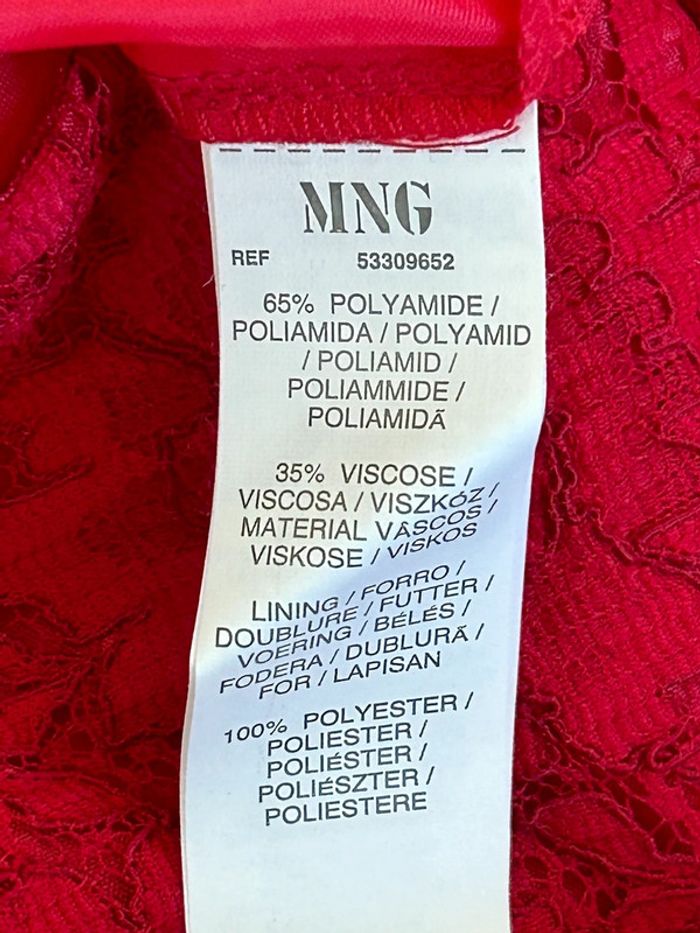 MNG
REF 53309652
65% POLYAMIDE /
POLIAMIDA / POLYAMID
/ POLIAMID /
POLIAMMIDE /
POLIAMIDĂ
35% VISCOSE /
VISCOSA / VISZKÓZ /
MATERIAL VÂSCOS /
VISKOSE / VISKOS
LINING / FORRO /
DOUBLURE / FUTTER /
VOERING / BÉLÉS /
FODERA / DUBLURĂ /
FOR / LAPISAN
100% POLYESTER /
POLIESTER /
POLIÉSTER /
POLIÉSZTER /
POLIESTERE